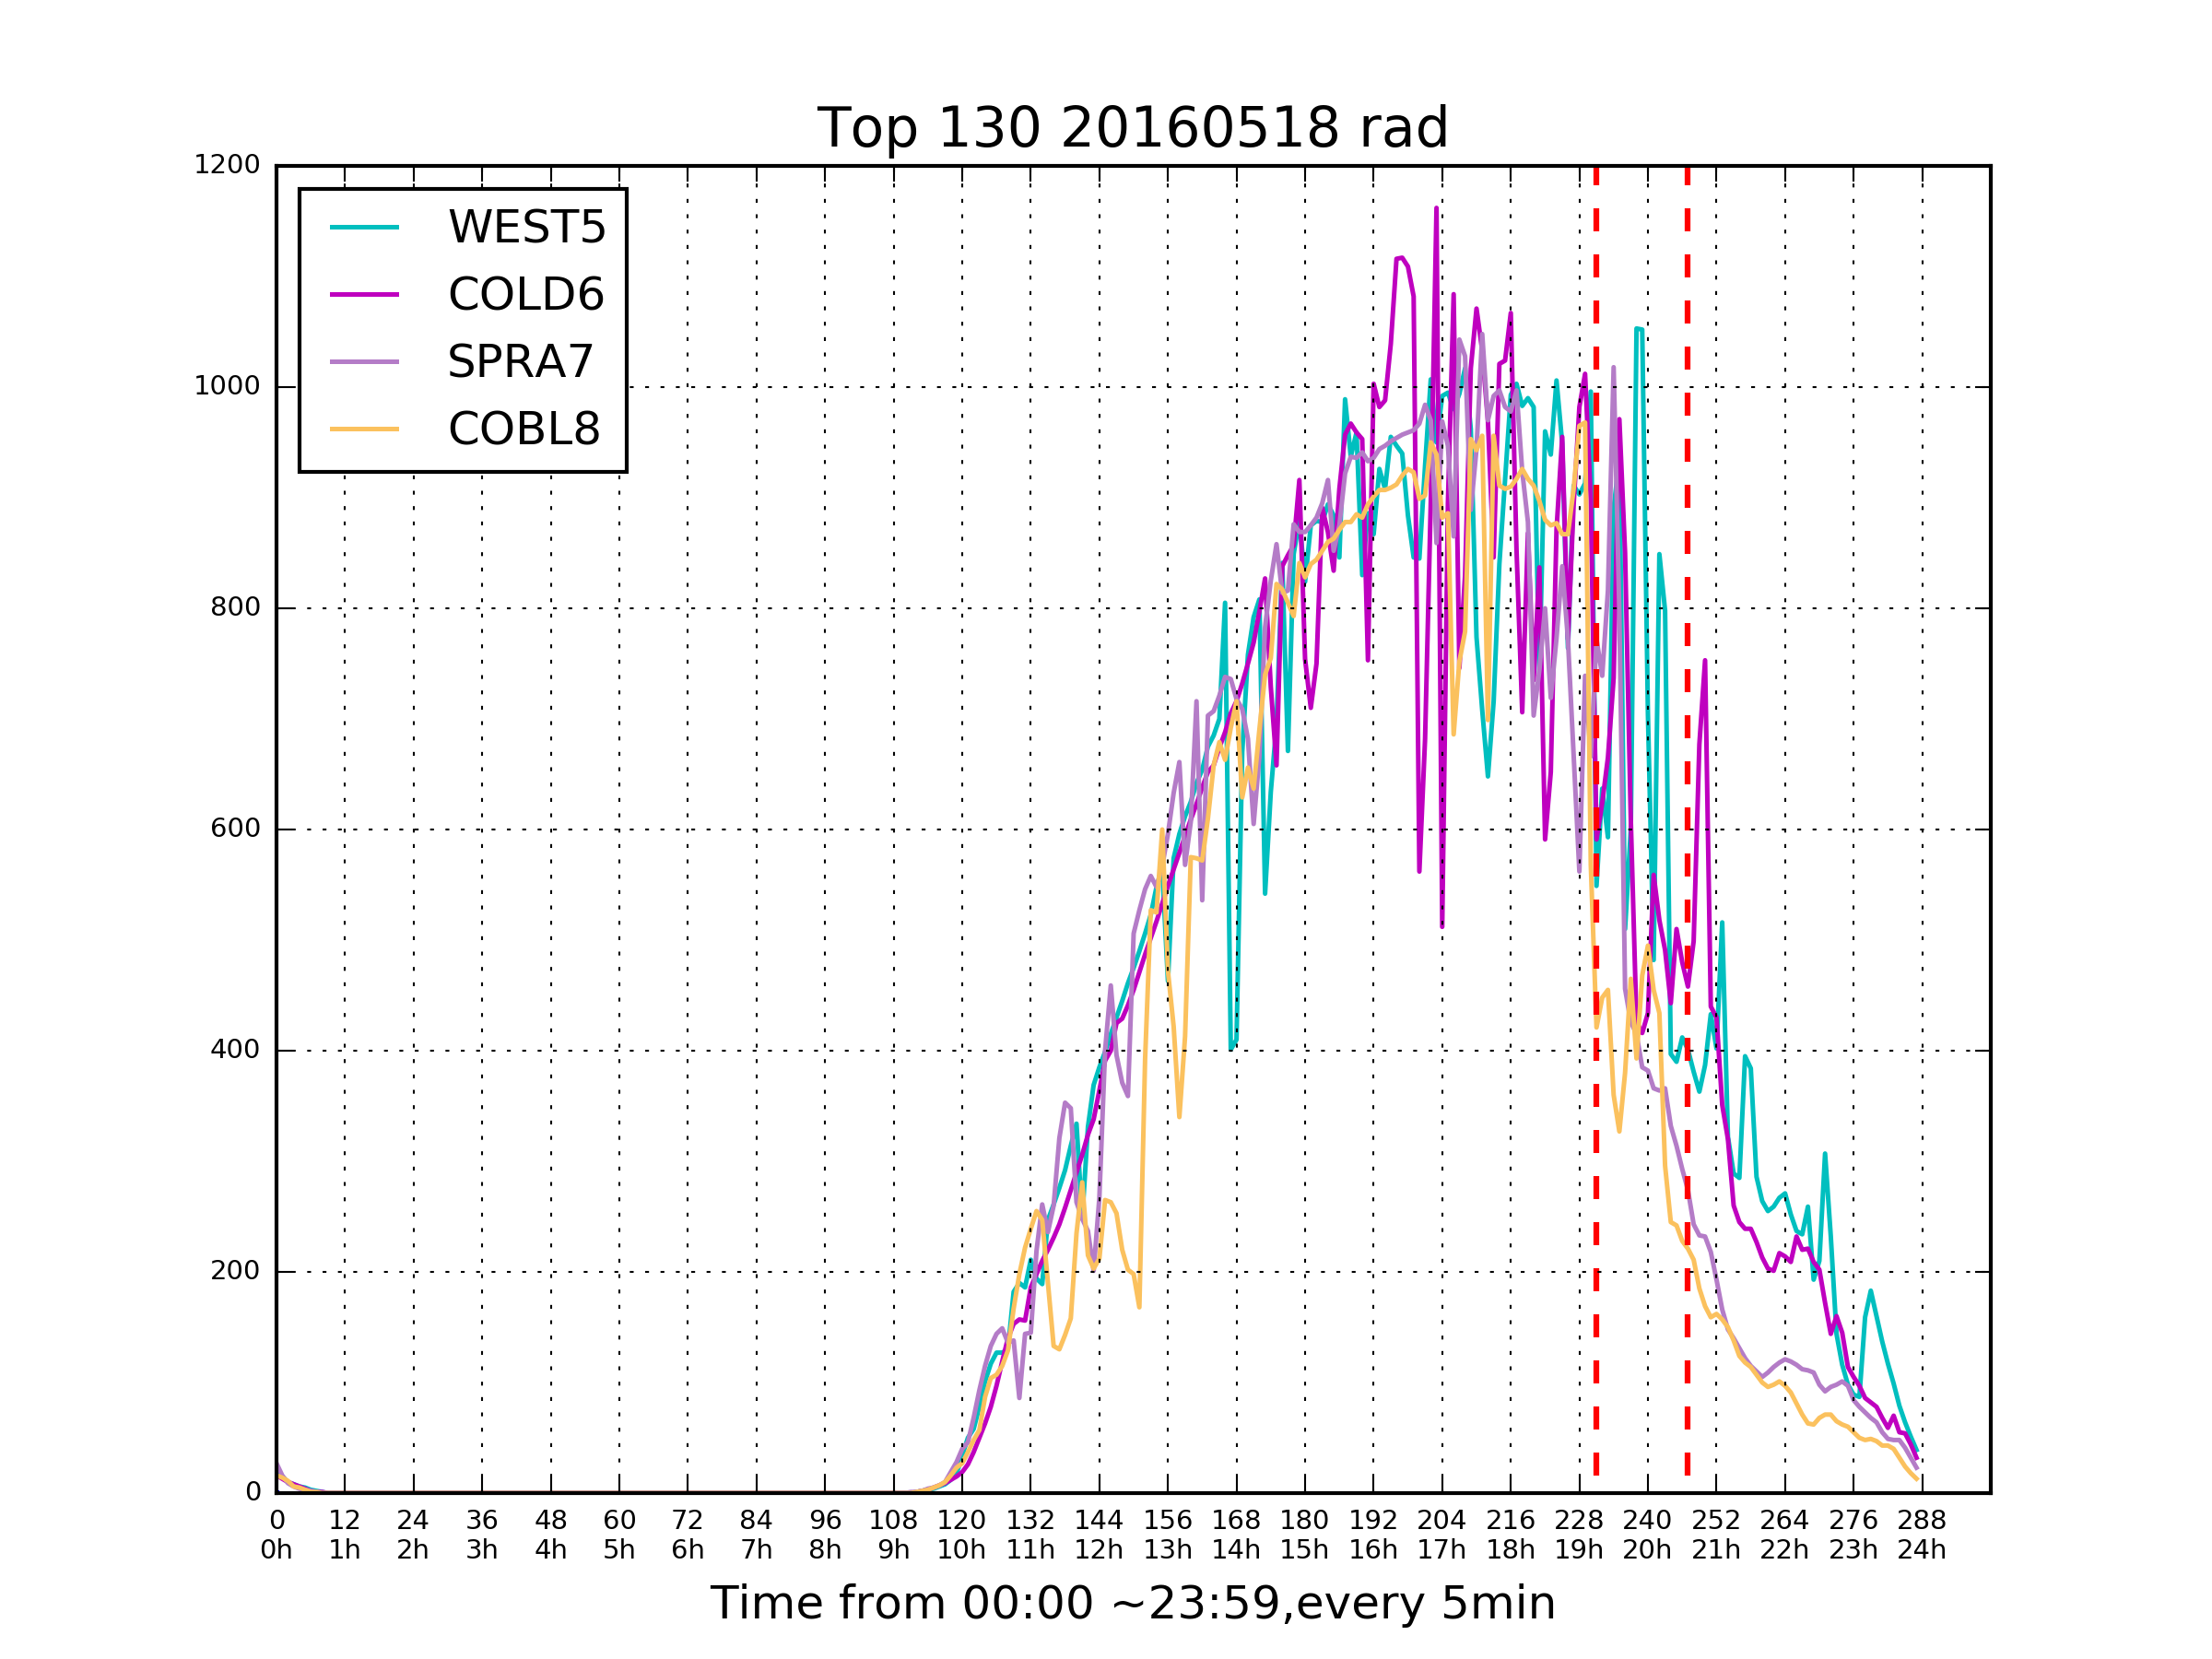 Top 130 20160518 rad
1200
1000
800
600
400
200
0
WEST5
COLD6
SPRA7
COBL8
0 12 24 36 48 60 72 84 96 108 120 132 144 156 168 180 192 204 216 228 240 252 264 276 288
0h 1h 2h 3h 4h 5h 6h 7h 8h 9h 10h 11h 12h 13h 14h 15h 16h 17h 18h 19h 20h 21h 22h 23h 24h
Time from 00:00 ~23:59,every 5min